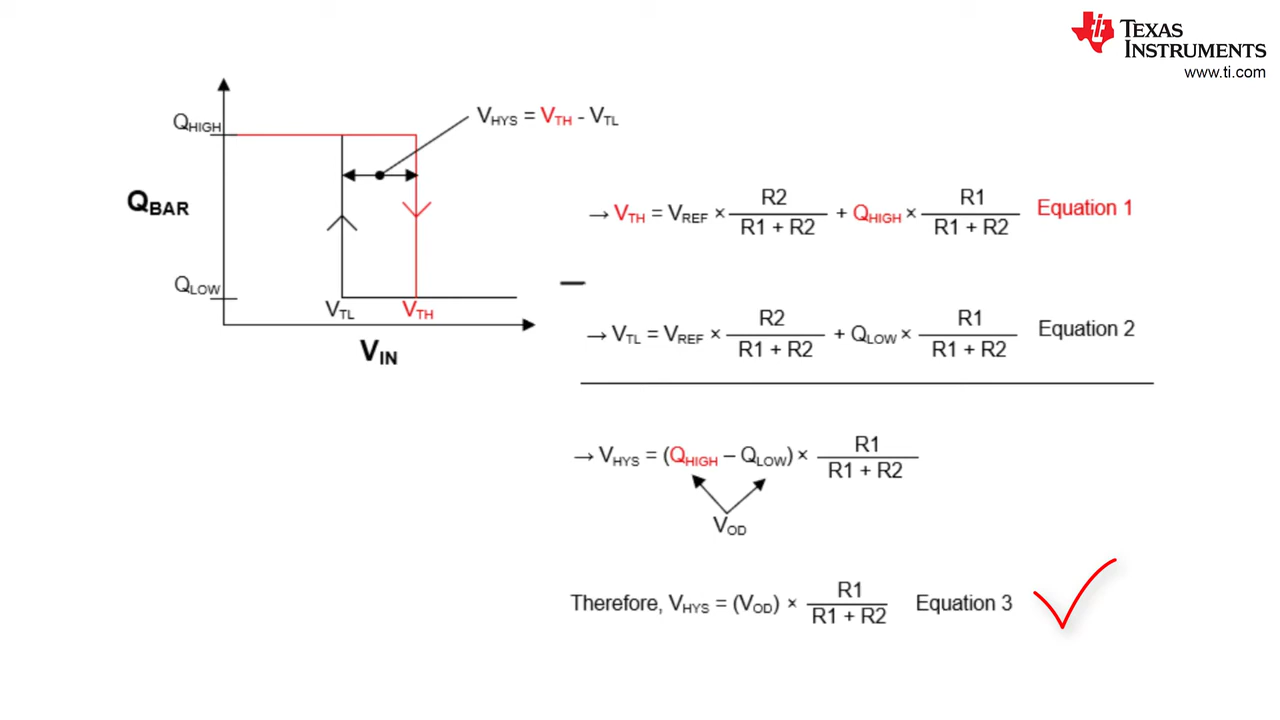 TEXAS
INSTRUMENTS
www.ti.com
QHIGH
VHYS = VTH - VTL
QBAR
QLOW
VTL
VTH
VIN
→ VTH = VREF × R2 / (R1 + R2) + QHIGH × R1 / (R1 + R2) Equation 1
−
→ VTL = VREF × R2 / (R1 + R2) + QLOW × R1 / (R1 + R2) Equation 2
→ VHYS = (QHIGH – QLOW) × R1 / (R1 + R2)
VOD
Therefore, VHYS = (VOD) × R1 / (R1 + R2) Equation 3